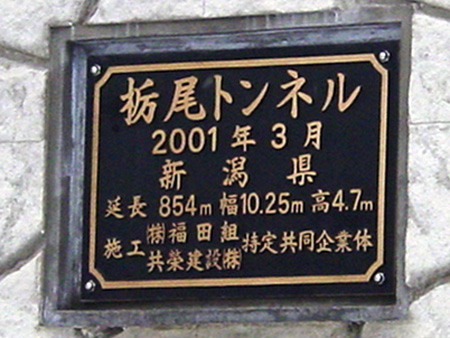 栃尾トンネル
2001年3月
新潟県
延長 854m 幅10.25m 高4.7m
施工 ㈱福田組 共榮建設㈱ 特定共同企業体